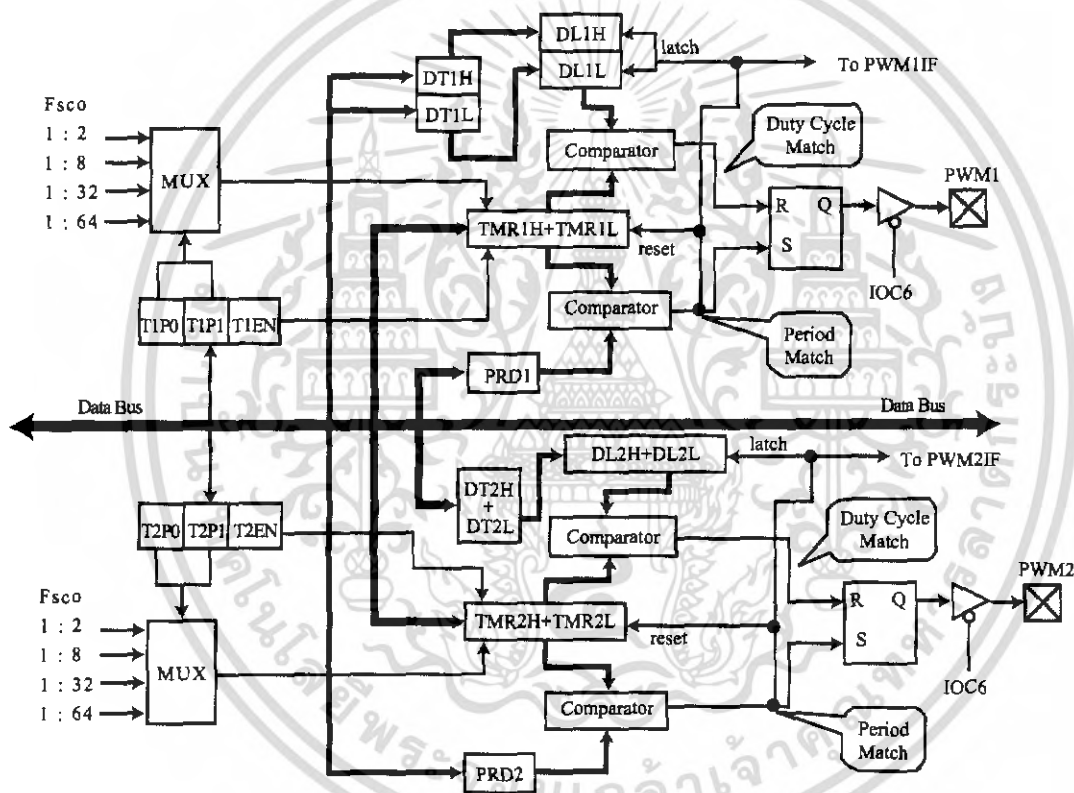 DL1H
latch
DL1L
To PWM1IF
DT1H
DT1L
Fsco
1 : 2
1 : 8
1 : 32
1 : 64
MUX
Comparator
Duty Cycle
Match
PWM1
R Q
S
TMR1H+TMR1L
reset
IOC6
T1P0 T1P1 T1EN
Comparator
Period
Match
PRD1
Data Bus
Data Bus
DL2H+DL2L
latch
To PWM2IF
DT2H
+
DT2L
T2P0 T2P1 T2EN
Comparator
Duty Cycle
Match
PWM2
Fsco
1 : 2
1 : 8
1 : 32
1 : 64
MUX
TMR2H+TMR2L
reset
R Q
S
IOC6
Comparator
Period
Match
PRD2